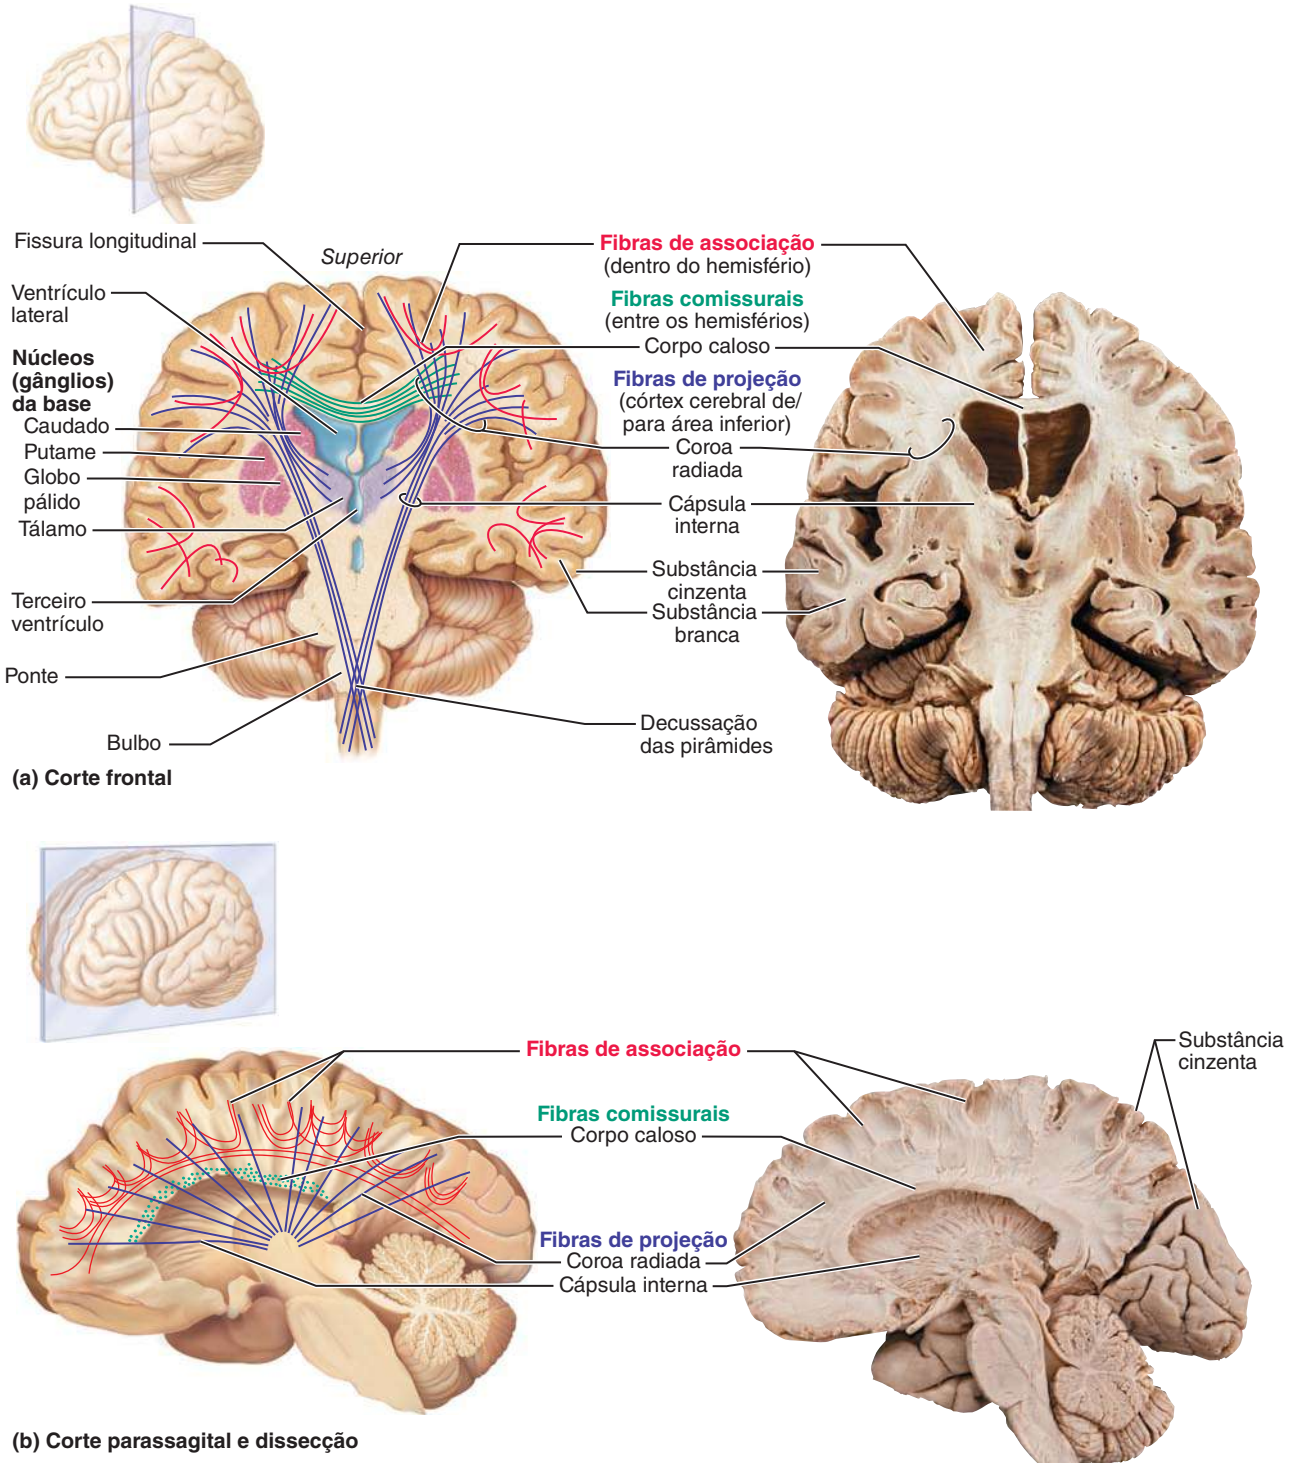 Fissura longitudinal
Superior
Ventrículo
lateral
Núcleos
(gânglios)
da base
Caudado
Putame
Globo
pálido
Tálamo
Terceiro
ventrículo
Ponte
Bulbo
Fibras de associação
(dentro do hemisfério)
Fibras comissurais
(entre os hemisférios)
Corpo caloso
Fibras de projeção
(córtex cerebral de/
para área inferior)
Coroa
radiada
Cápsula
interna
Substância
cinzenta
Substância
branca
Decussação
das pirâmides
(a) Corte frontal
Fibras de associação
Substância
cinzenta
Fibras comissurais
Corpo caloso
Fibras de projeção
Coroa radiada
Cápsula interna
(b) Corte parassagital e dissecção